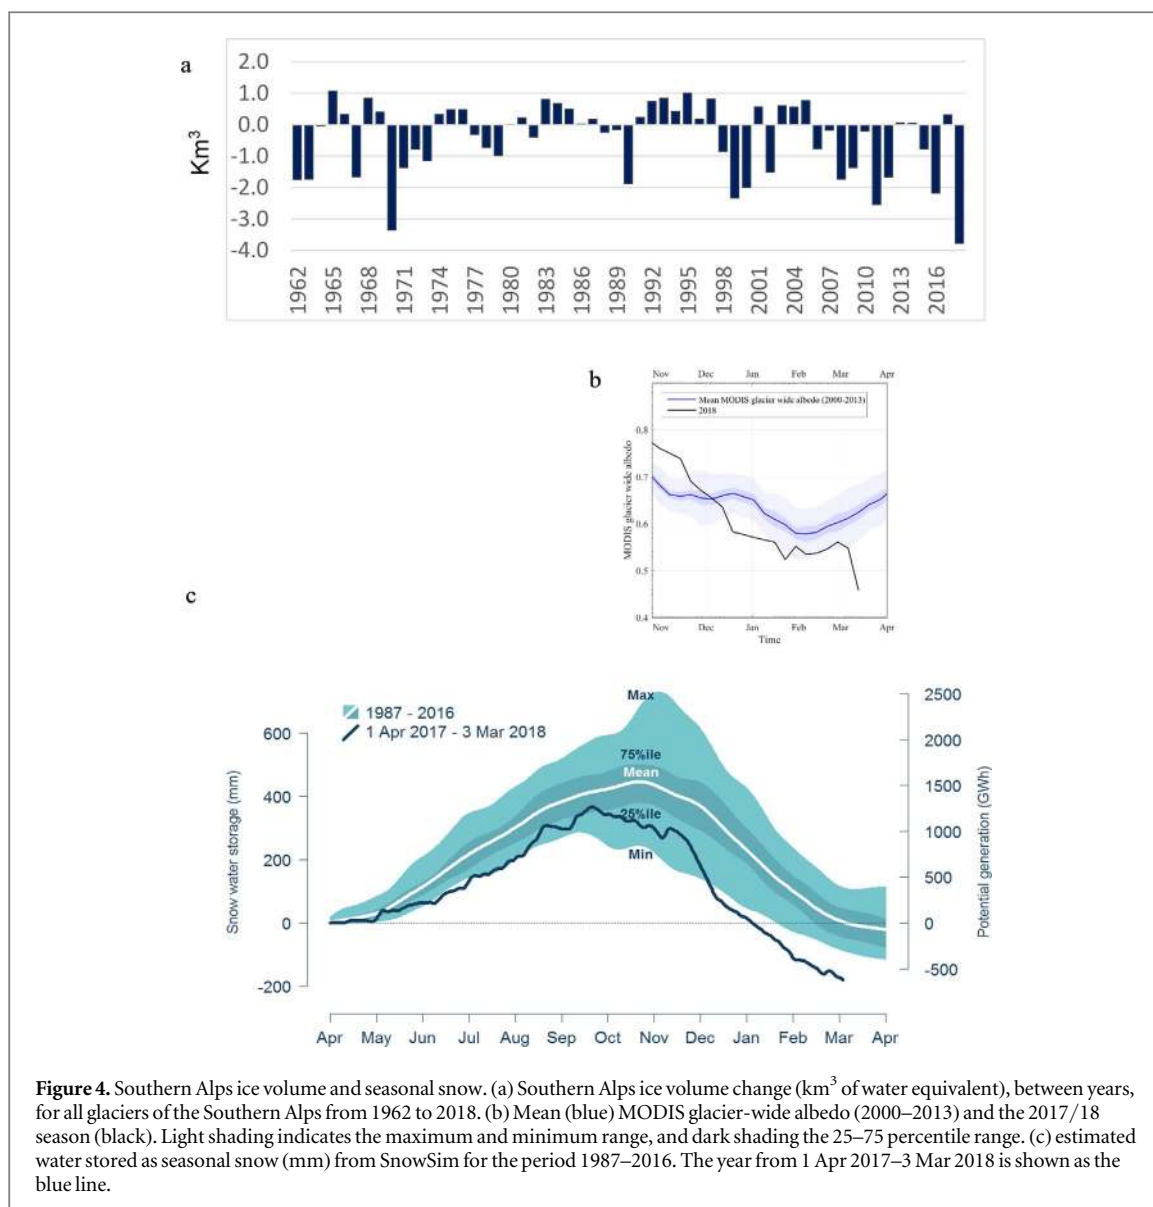 a
2.0
1.0
0.0
-1.0
-2.0
-3.0
-4.0
Km³
1962
1965
1968
1971
1974
1977
1980
1983
1986
1989
1992
1995
1998
2001
2004
2007
2010
2013
2016
b
Nov Dec Jan Feb Mar Apr
Mean MODIS glacier wide albedo (2000-2013)
2018
0.8
0.7
0.6
0.5
0.4
MODIS glacier wide albedo
Nov Dec Jan Feb Mar Apr
Time
c
1987 - 2016
1 Apr 2017 - 3 Mar 2018
Max
75%ile
Mean
25%ile
Min
600
400
200
0
-200
Snow water storage (mm)
2500
2000
1500
1000
500
0
-500
Potential generation (GWh)
Apr May Jun Jul Aug Sep Oct Nov Dec Jan Feb Mar Apr
Figure 4. Southern Alps ice volume and seasonal snow. (a) Southern Alps ice volume change (km³ of water equivalent), between years,
for all glaciers of the Southern Alps from 1962 to 2018. (b) Mean (blue) MODIS glacier-wide albedo (2000–2013) and the 2017/18
season (black). Light shading indicates the maximum and minimum range, and dark shading the 25–75 percentile range. (c) estimated
water stored as seasonal snow (mm) from SnowSim for the period 1987–2016. The year from 1 Apr 2017–3 Mar 2018 is shown as the
blue line.